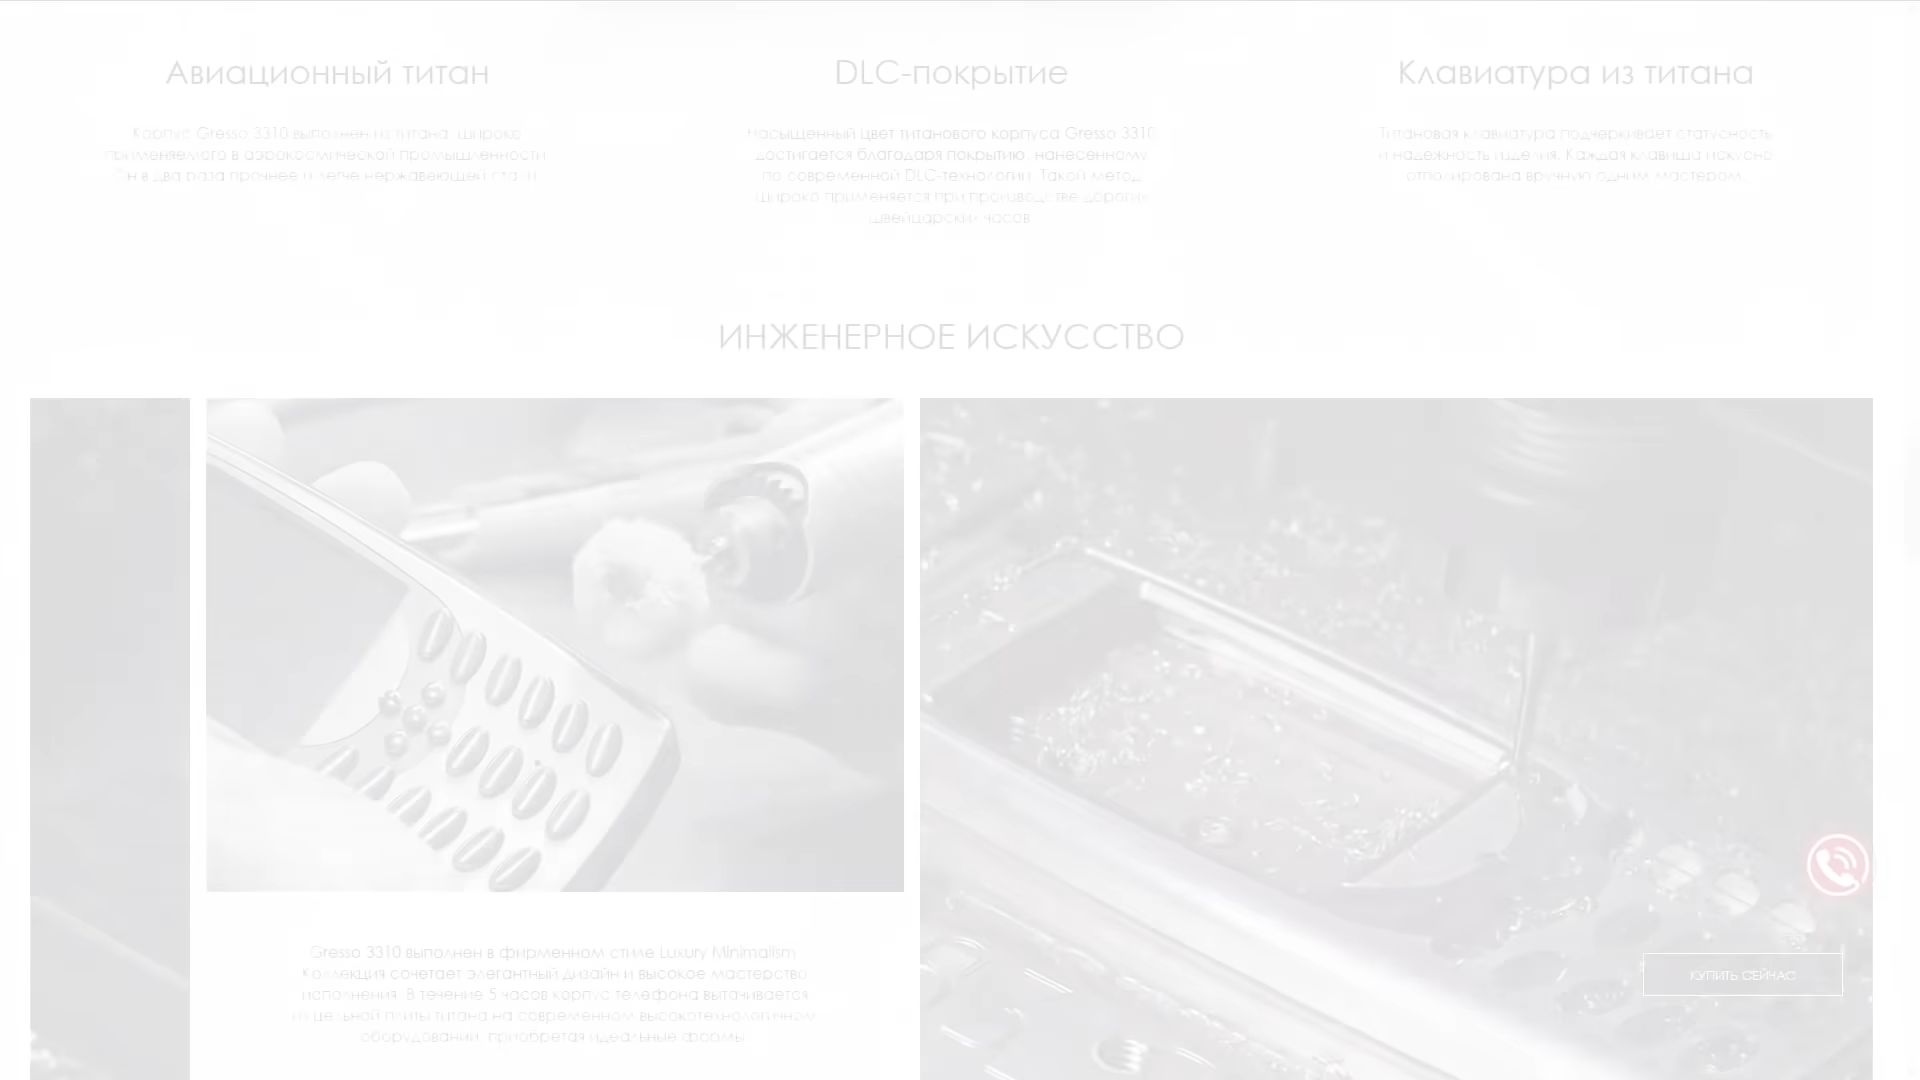 Авиационный титан
Корпус Gresso 3310 выполнен из титана, широко
применяемого в аэрокосмической промышленности.
Он в два раза прочнее и легче нержавеющей стали.
DLC-покрытие
Насыщенный цвет титанового корпуса Gresso 3310
достигается благодаря покрытию, нанесенному
по современной DLC-технологии. Такой метод
широко применяется при производстве дорогих
швейцарских часов.
Клавиатура из титана
Титановая клавиатура подчеркивает статусность
и надежность изделия. Каждая клавиша искусно
отполирована вручную одним мастером.
ИНЖЕНЕРНОЕ ИСКУССТВО
Gresso 3310 выполнен в фирменном стиле Luxury Minimalism.
Коллекция сочетает элегантный дизайн и высокое мастерство
исполнения. В течение 5 часов корпус телефона вытачивается
из цельной плиты титана на современном высокотехнологичном
оборудовании, приобретая идеальные формы.
КУПИТЬ СЕЙЧАС